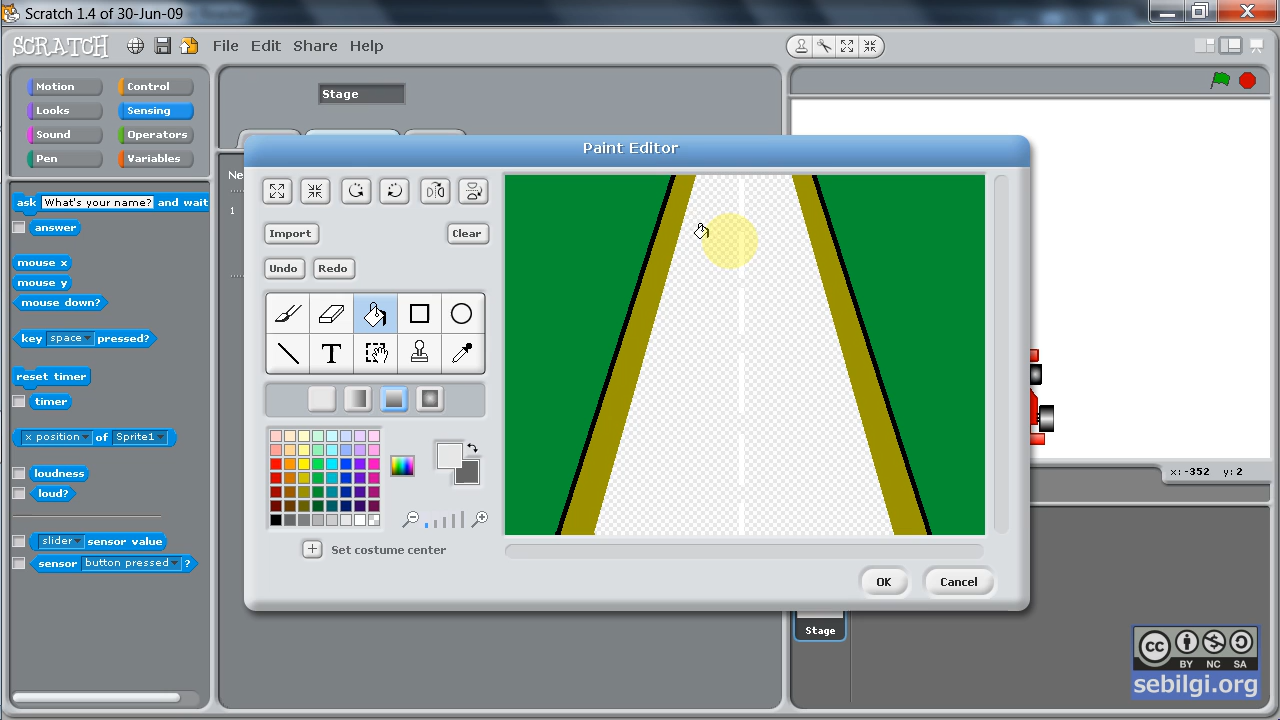 Scratch 1.4 of 30-Jun-09
SCRATCH File Edit Share Help
Motion Control
Looks Sensing
Sound Operators
Pen Variables
Stage
Paint Editor
Ne
1
ask What's your name? and wait
answer
mouse x
mouse y
mouse down?
key space pressed?
reset timer
timer
x position of Sprite1
loudness
loud?
slider sensor value
sensor button pressed ?
Import Clear
Undo Redo
T
Set costume center
OK Cancel
x: -352 y: 2
Stage
cc BY NC SA
sebilgi.org